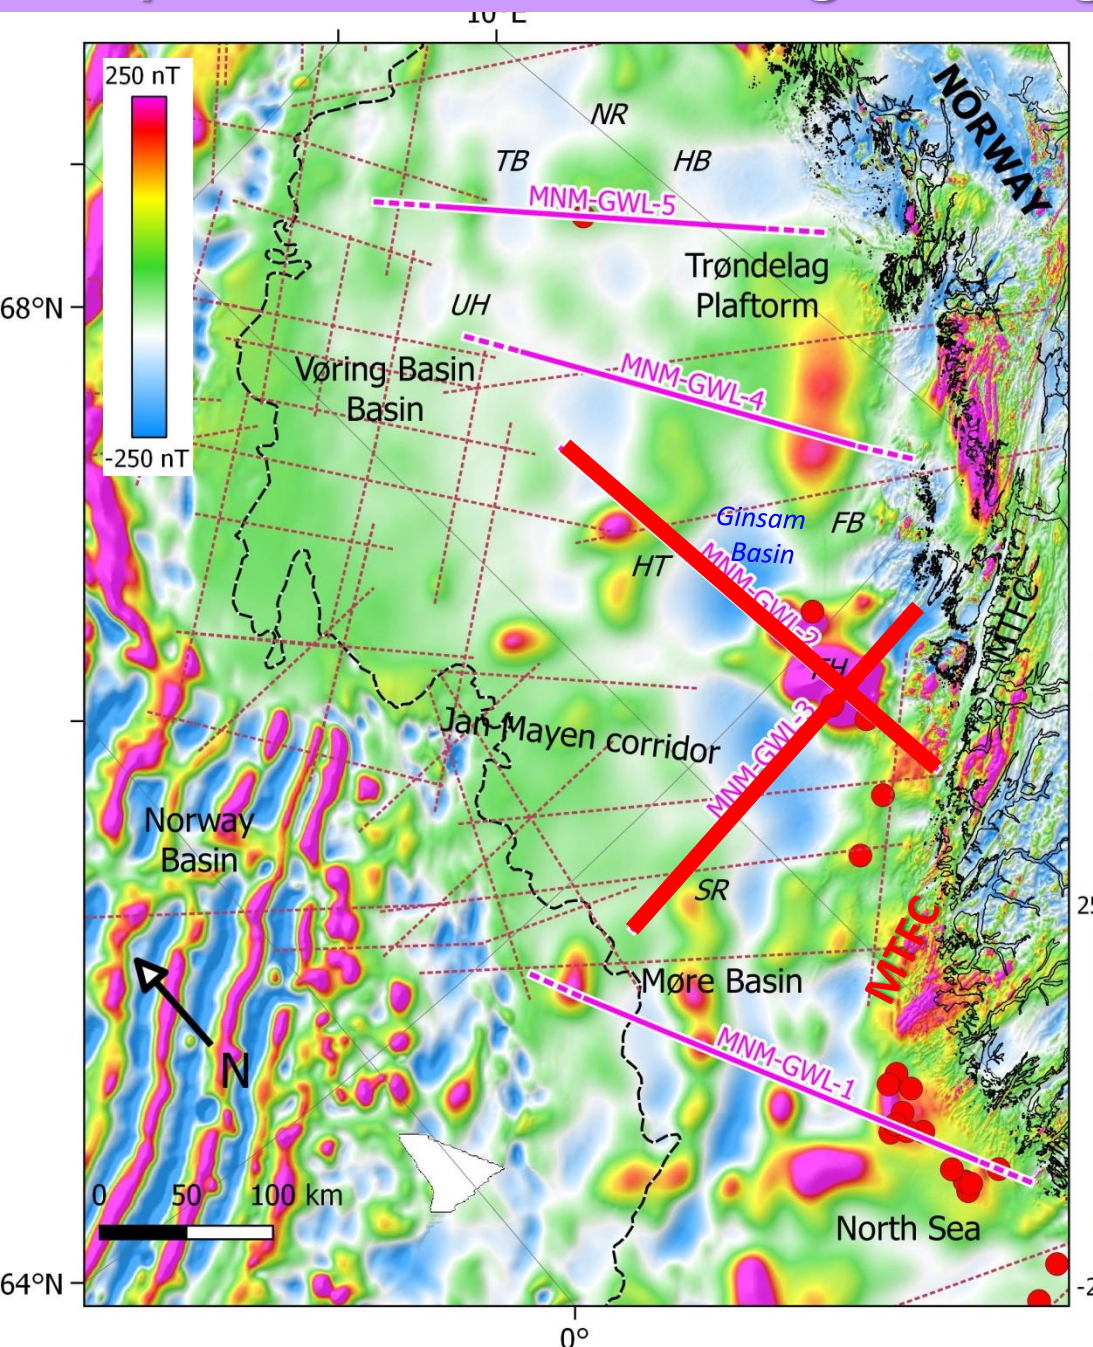 10°E
250 nT
-250 nT
NORWAY
NR
TB
HB
MNM-GWL-5
Trøndelag
Plaftorm
68°N
UH
Vøring Basin
Basin
MNM-GWL-4
Ginsam
Basin
FB
HT
MNM-GWL-2
MTFC
FH
Jan Mayen corridor
MNM-GWL-3
Norway
Basin
SR
MTFC
Møre Basin
N
MNM-GWL-1
0 50 100 km
North Sea
64°N
0°